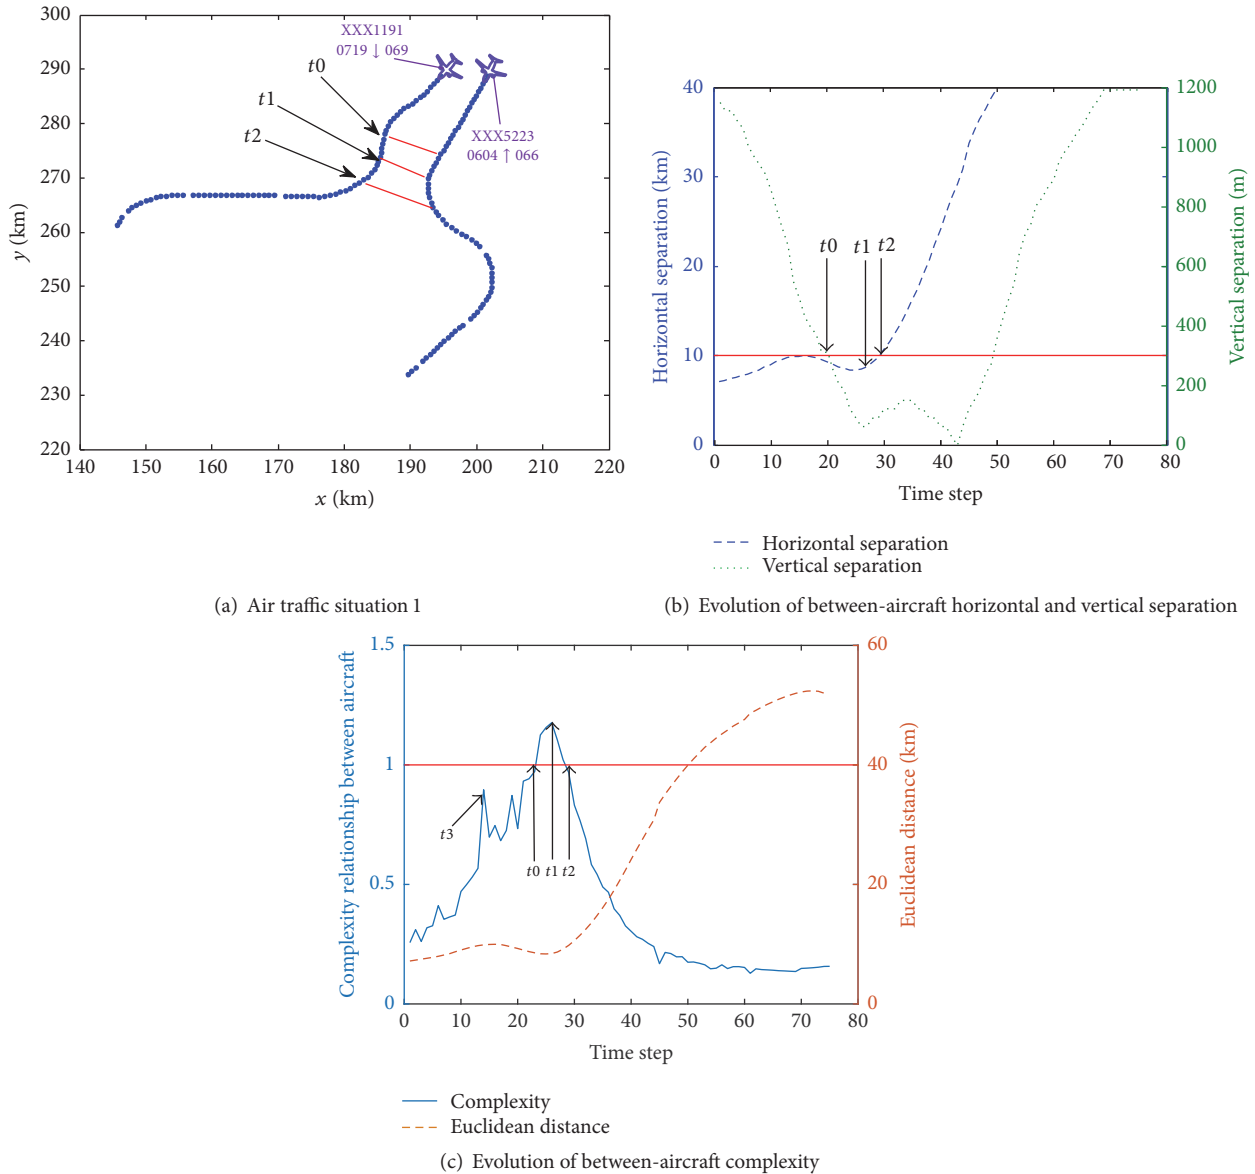 300
290
280
270
260
250
240
230
220
y (km)
XXX1191
0719 ↓ 069
t0
t1
t2
XXX5223
0604 ↑ 066
140 150 160 170 180 190 200 210 220
x (km)
(a) Air traffic situation 1
40
30
20
10
0
Horizontal separation (km)
t0
t1 t2
1200
1000
800
600
400
200
0
Vertical separation (m)
0 10 20 30 40 50 60 70 80
Time step
Horizontal separation
Vertical separation
(b) Evolution of between-aircraft horizontal and vertical separation
1.5
1
0.5
0
Complexity relationship between aircraft
t3
t0 t1 t2
60
40
20
0
Euclidean distance (km)
0 10 20 30 40 50 60 70 80
Time step
Complexity
Euclidean distance
(c) Evolution of between-aircraft complexity